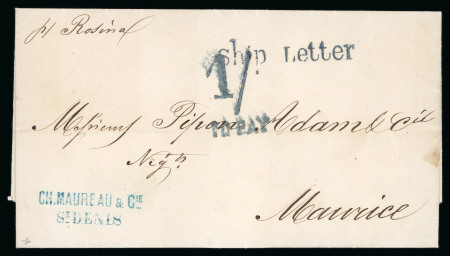 p/ Rosina
Ship Letter
1/
TO PAY
Messieurs Pipon Adam & Cie
Negts
CH. MAUREAU & CIE
ST DENIS
Maurice